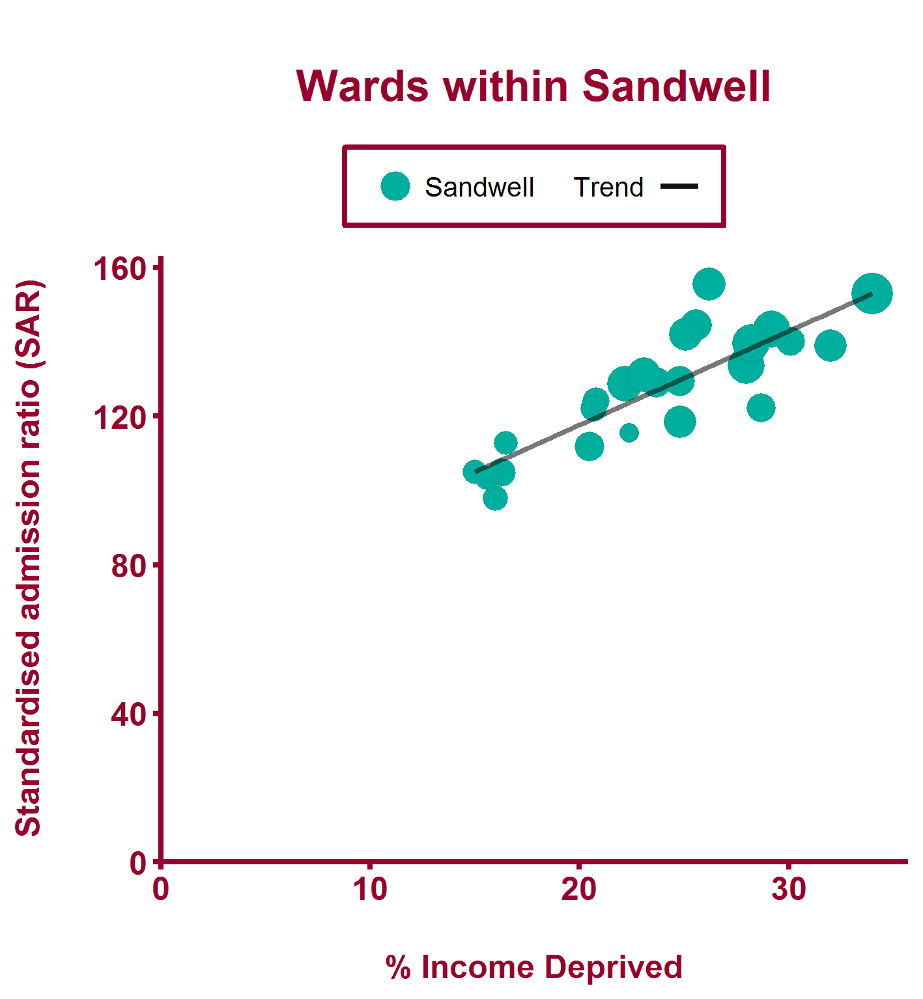 Wards within Sandwell
Sandwell Trend
Standardised admission ratio (SAR)
160
120
80
40
0
0 10 20 30
% Income Deprived